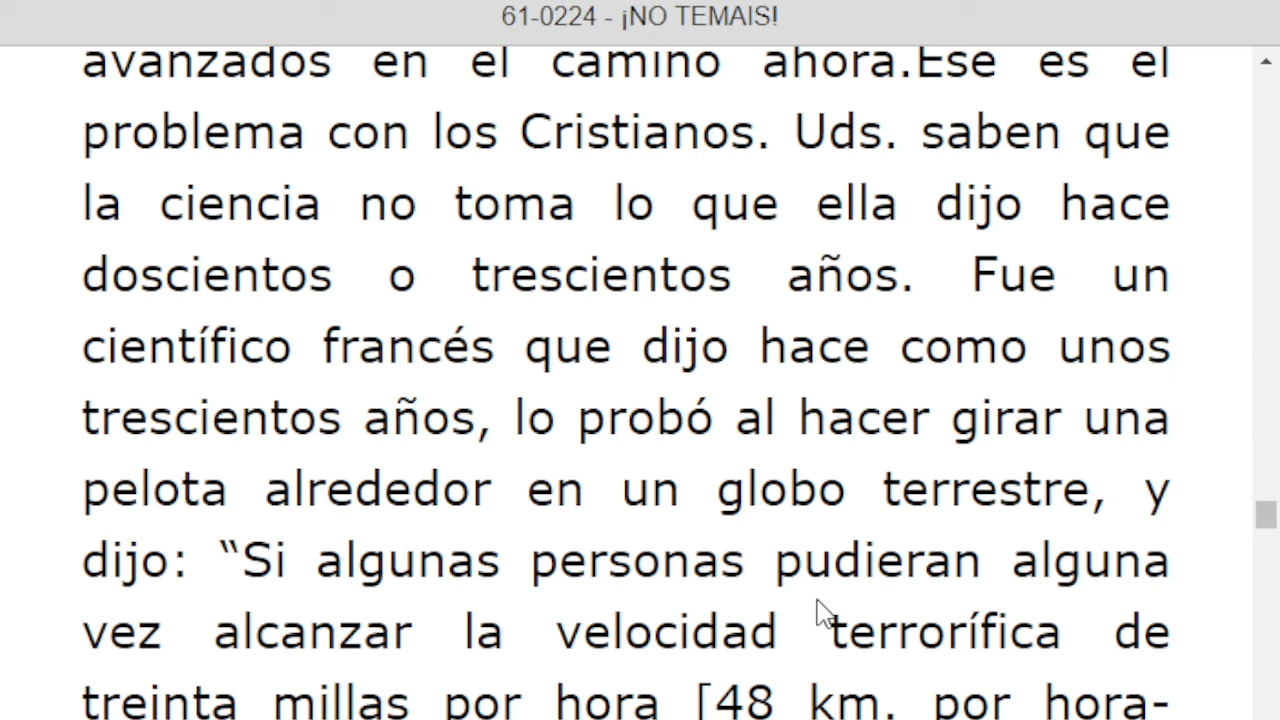 61-0224 - ¡NO TEMAIS!
avanzados en el camino ahora.Ese es el
problema con los Cristianos. Uds. saben que
la ciencia no toma lo que ella dijo hace
doscientos o trescientos años. Fue un
científico francés que dijo hace como unos
trescientos años, lo probó al hacer girar una
pelota alrededor en un globo terrestre, y
dijo: “Si algunas personas pudieran alguna
vez alcanzar la velocidad terrorífica de
treinta millas por hora [48 km. por hora-